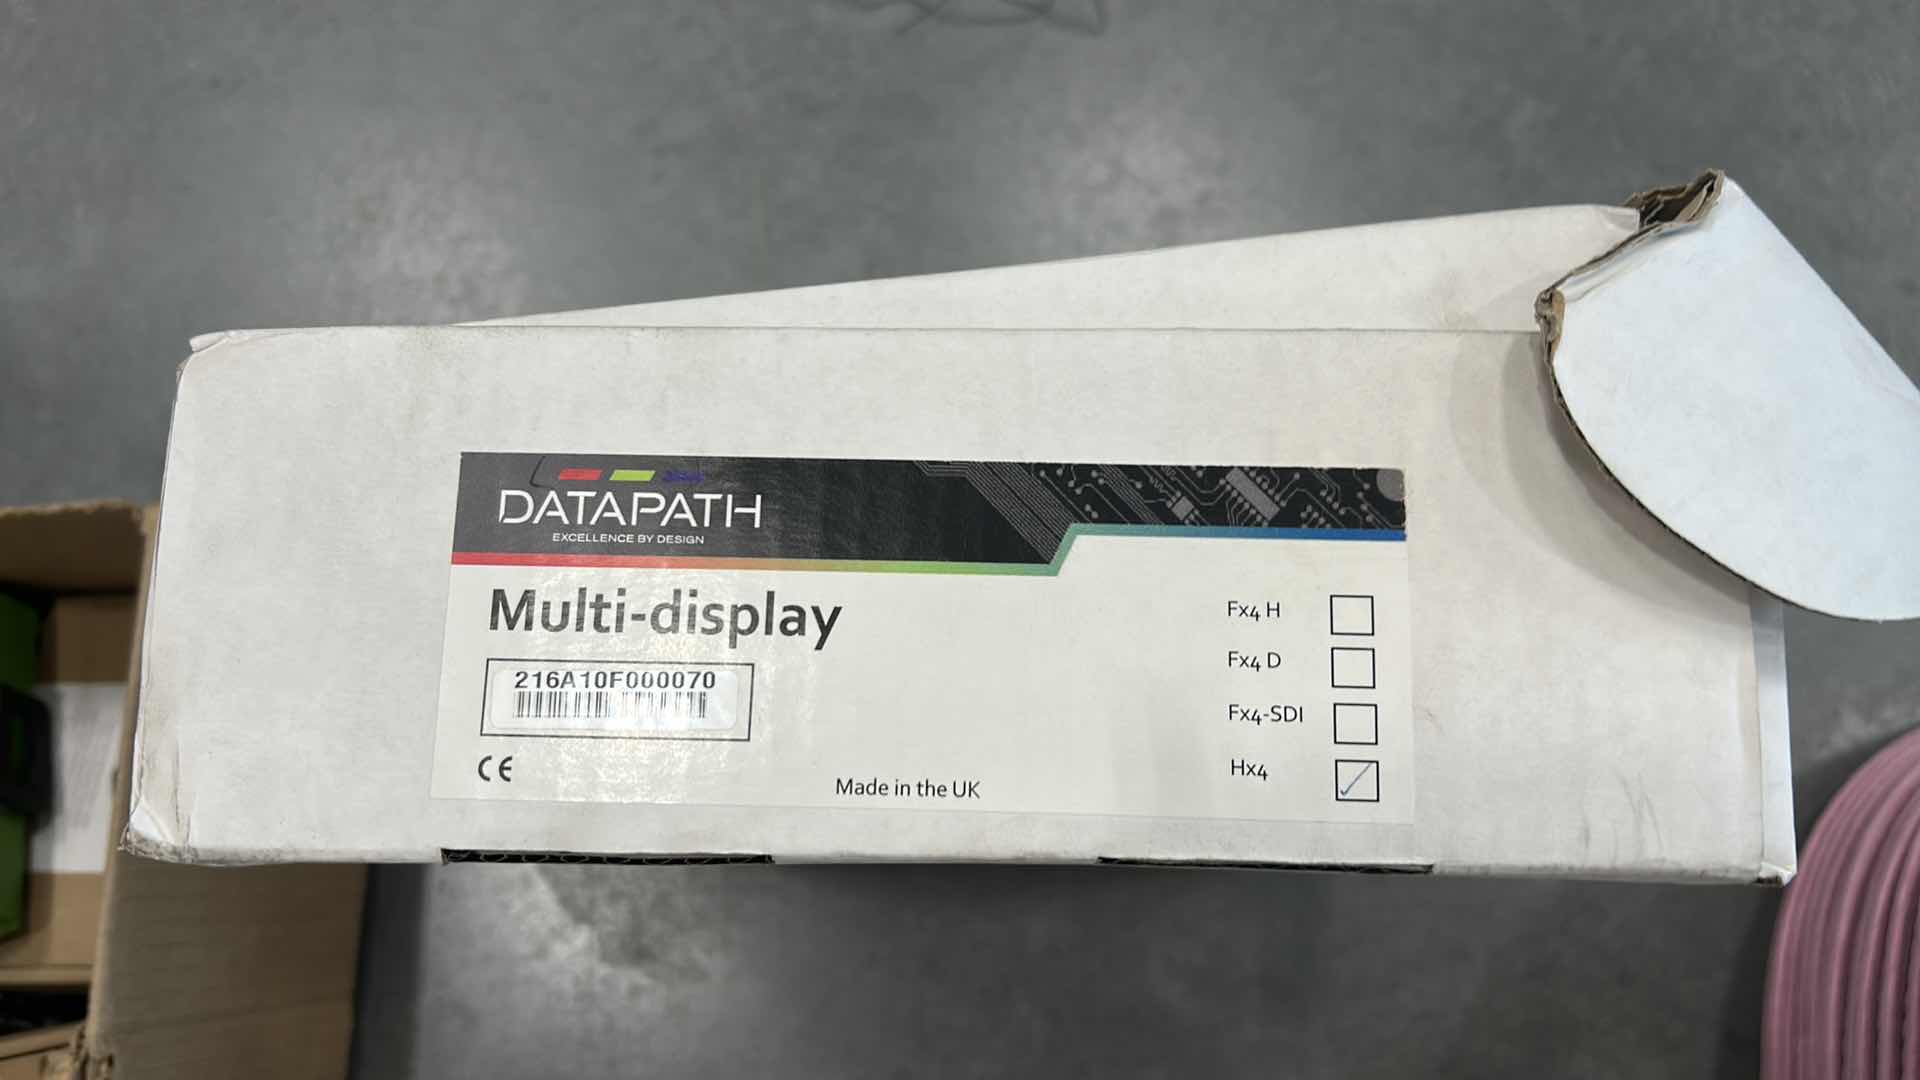 DATAPATH
EXCELLENCE BY DESIGN
Multi-display
216A10F000070
CE
Made in the UK
Fx4 H
Fx4 D
Fx4-SDI
Hx4